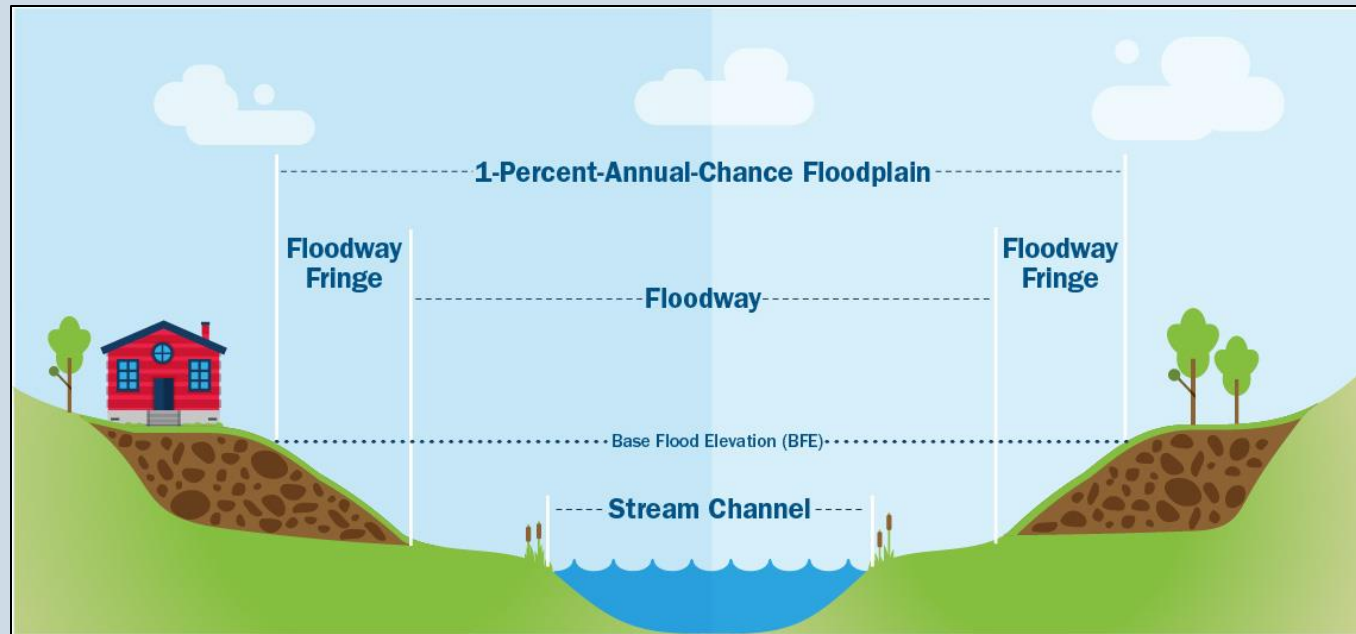 1-Percent-Annual-Chance Floodplain
Floodway
Fringe
Floodway
Fringe
Floodway
Base Flood Elevation (BFE)
Stream Channel